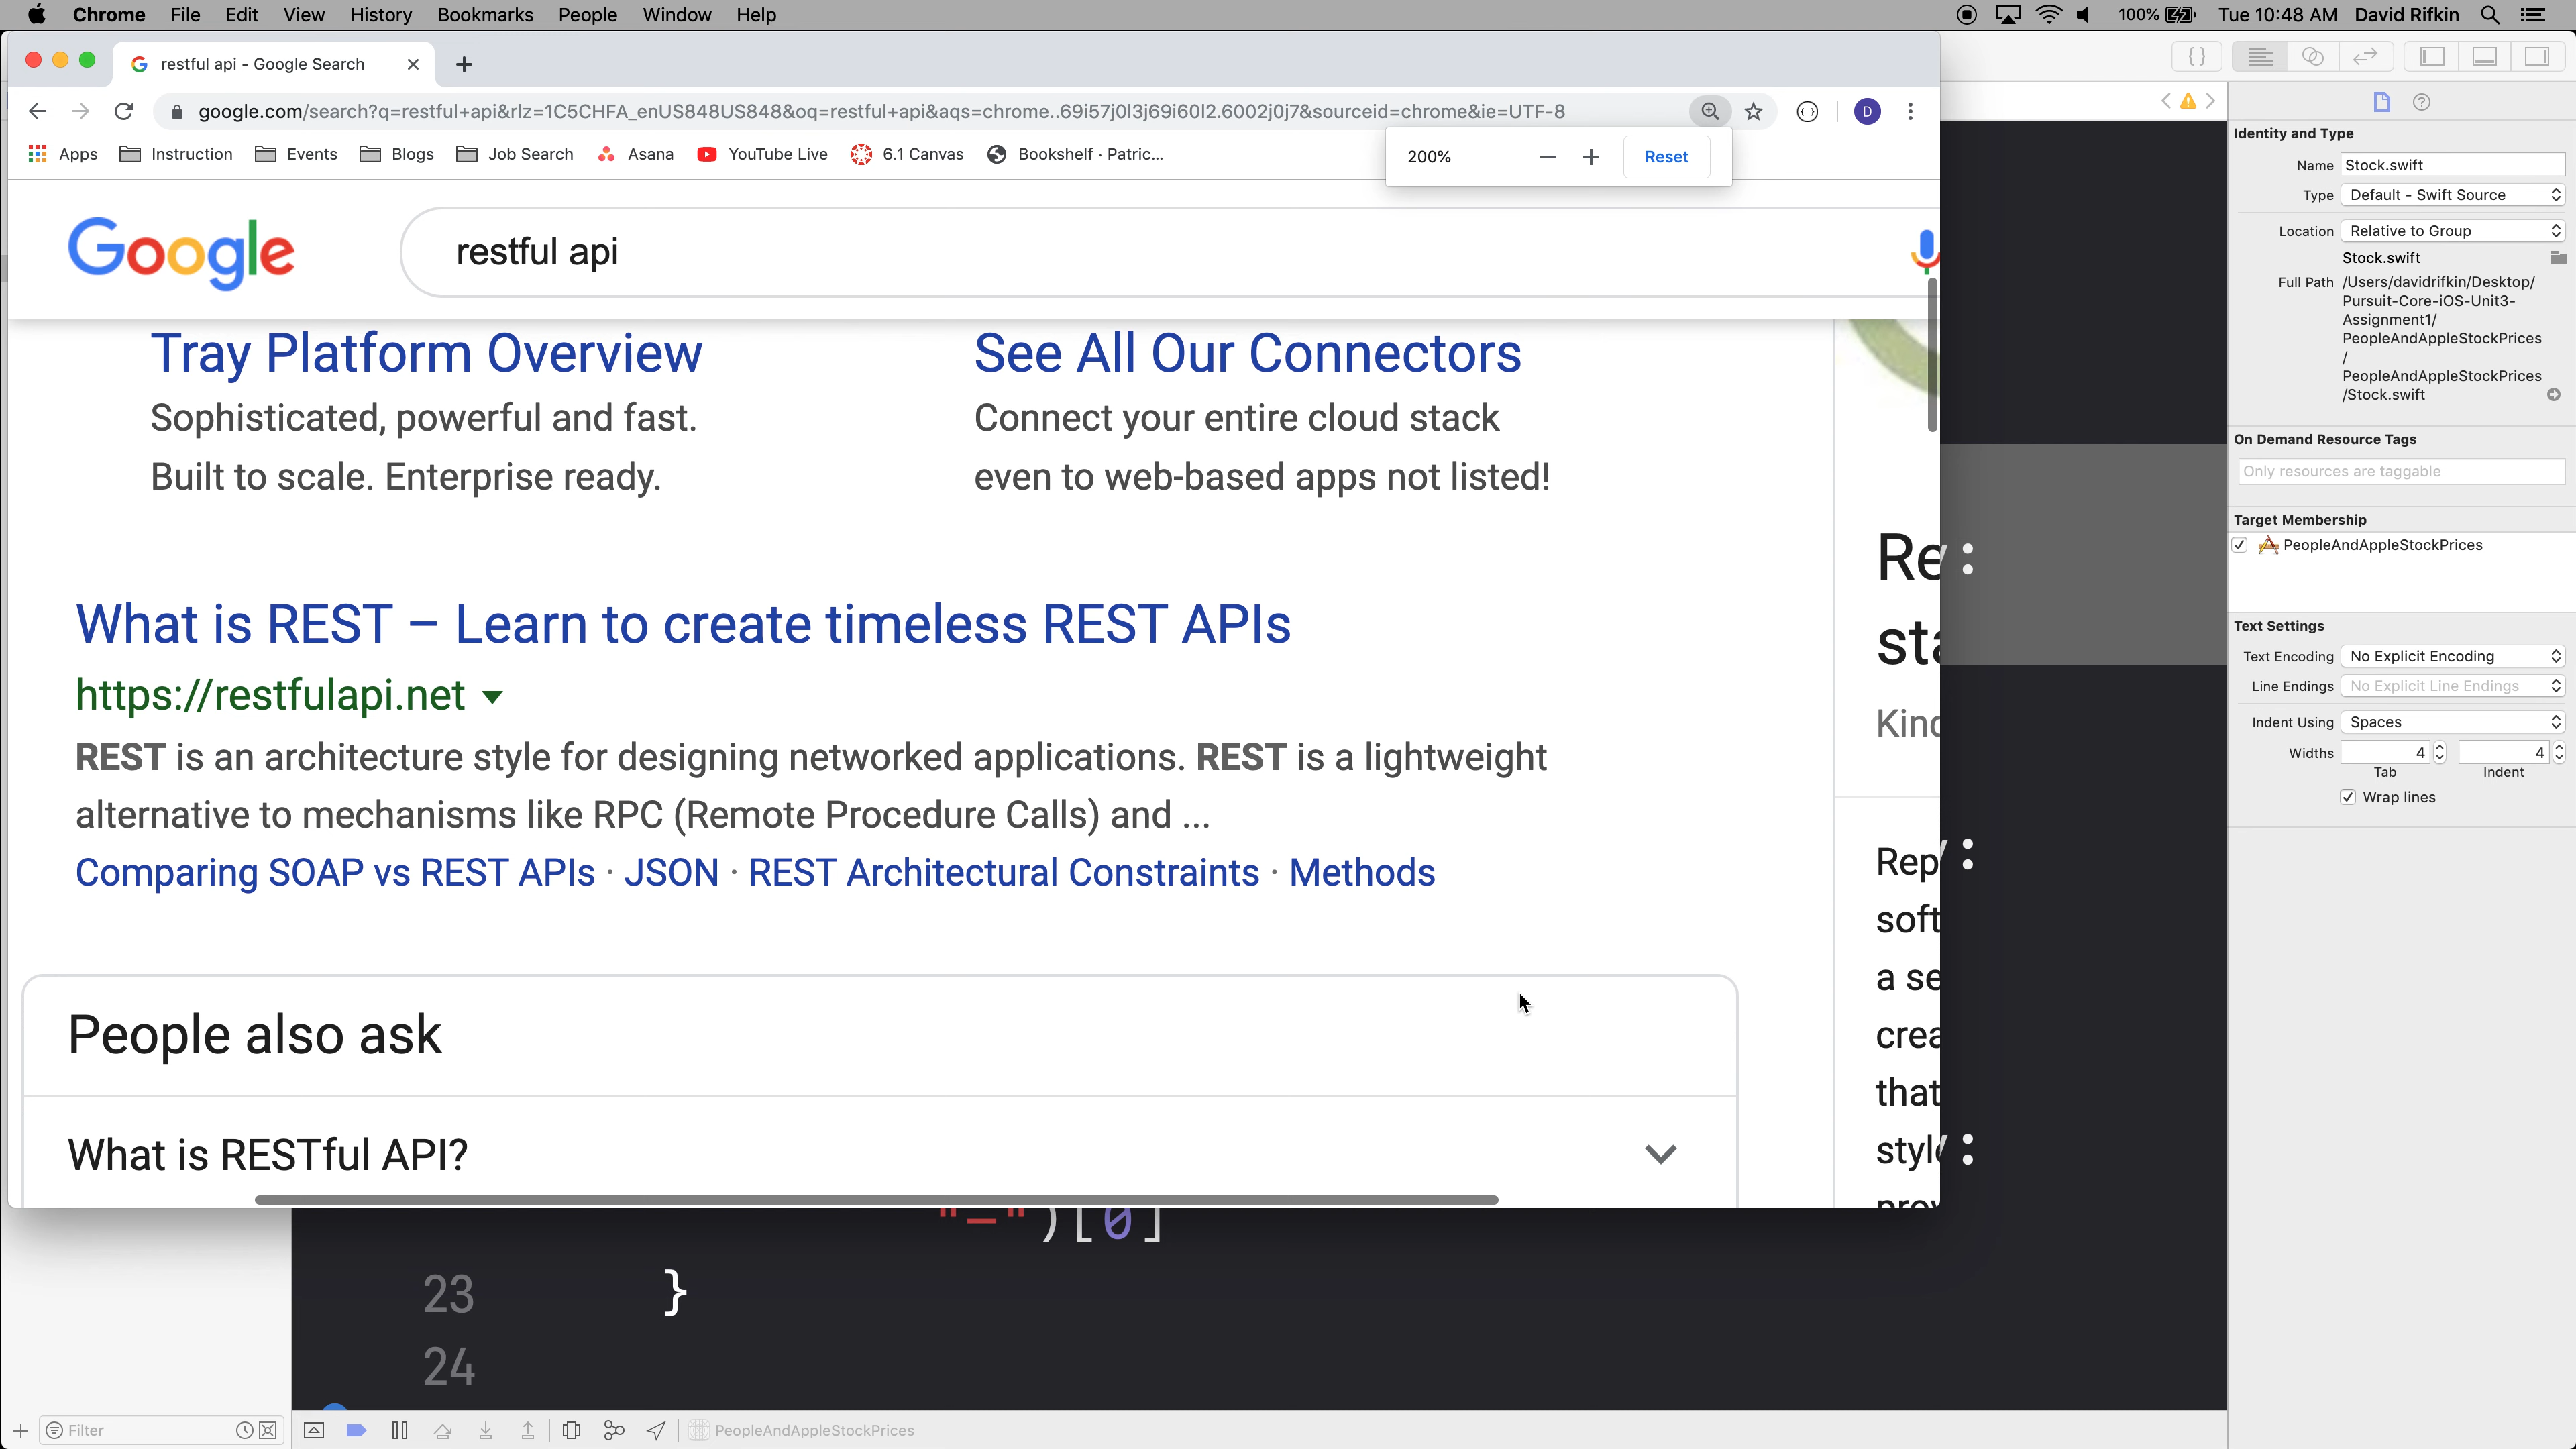 Chrome File Edit View History Bookmarks People Window Help
100% Tue 10:48 AM David Rifkin
restful api - Google Search
google.com/search?q=restful+api&rlz=1C5CHFA_enUS848US848&oq=restful+api&aqs=chrome..69i57j0l3j69i60l2.6002j0j7&sourceid=chrome&ie=UTF-8
D
Apps Instruction Events Blogs Job Search Asana YouTube Live 6.1 Canvas Bookshelf · Patric...
200% Reset
Google
restful api
Tray Platform Overview
Sophisticated, powerful and fast.
Built to scale. Enterprise ready.
See All Our Connectors
Connect your entire cloud stack
even to web-based apps not listed!
What is REST – Learn to create timeless REST APIs
https://restfulapi.net
REST is an architecture style for designing networked applications. REST is a lightweight
alternative to mechanisms like RPC (Remote Procedure Calls) and ...
Comparing SOAP vs REST APIs · JSON · REST Architectural Constraints · Methods
People also ask
What is RESTful API?
Rep
soft
a se
crea
that
"-")[0]
23 }
24
Filter
PeopleAndAppleStockPrices
Identity and Type
Name Stock.swift
Type Default - Swift Source
Location Relative to Group
Stock.swift
Full Path /Users/davidrifkin/Desktop/
Pursuit-Core-iOS-Unit3-
Assignment1/
PeopleAndAppleStockPrices
/
PeopleAndAppleStockPrices
/Stock.swift
On Demand Resource Tags
Only resources are taggable
Target Membership
PeopleAndAppleStockPrices
Text Settings
Text Encoding No Explicit Encoding
Line Endings No Explicit Line Endings
Indent Using Spaces
Widths 4 4
Tab Indent
Wrap lines